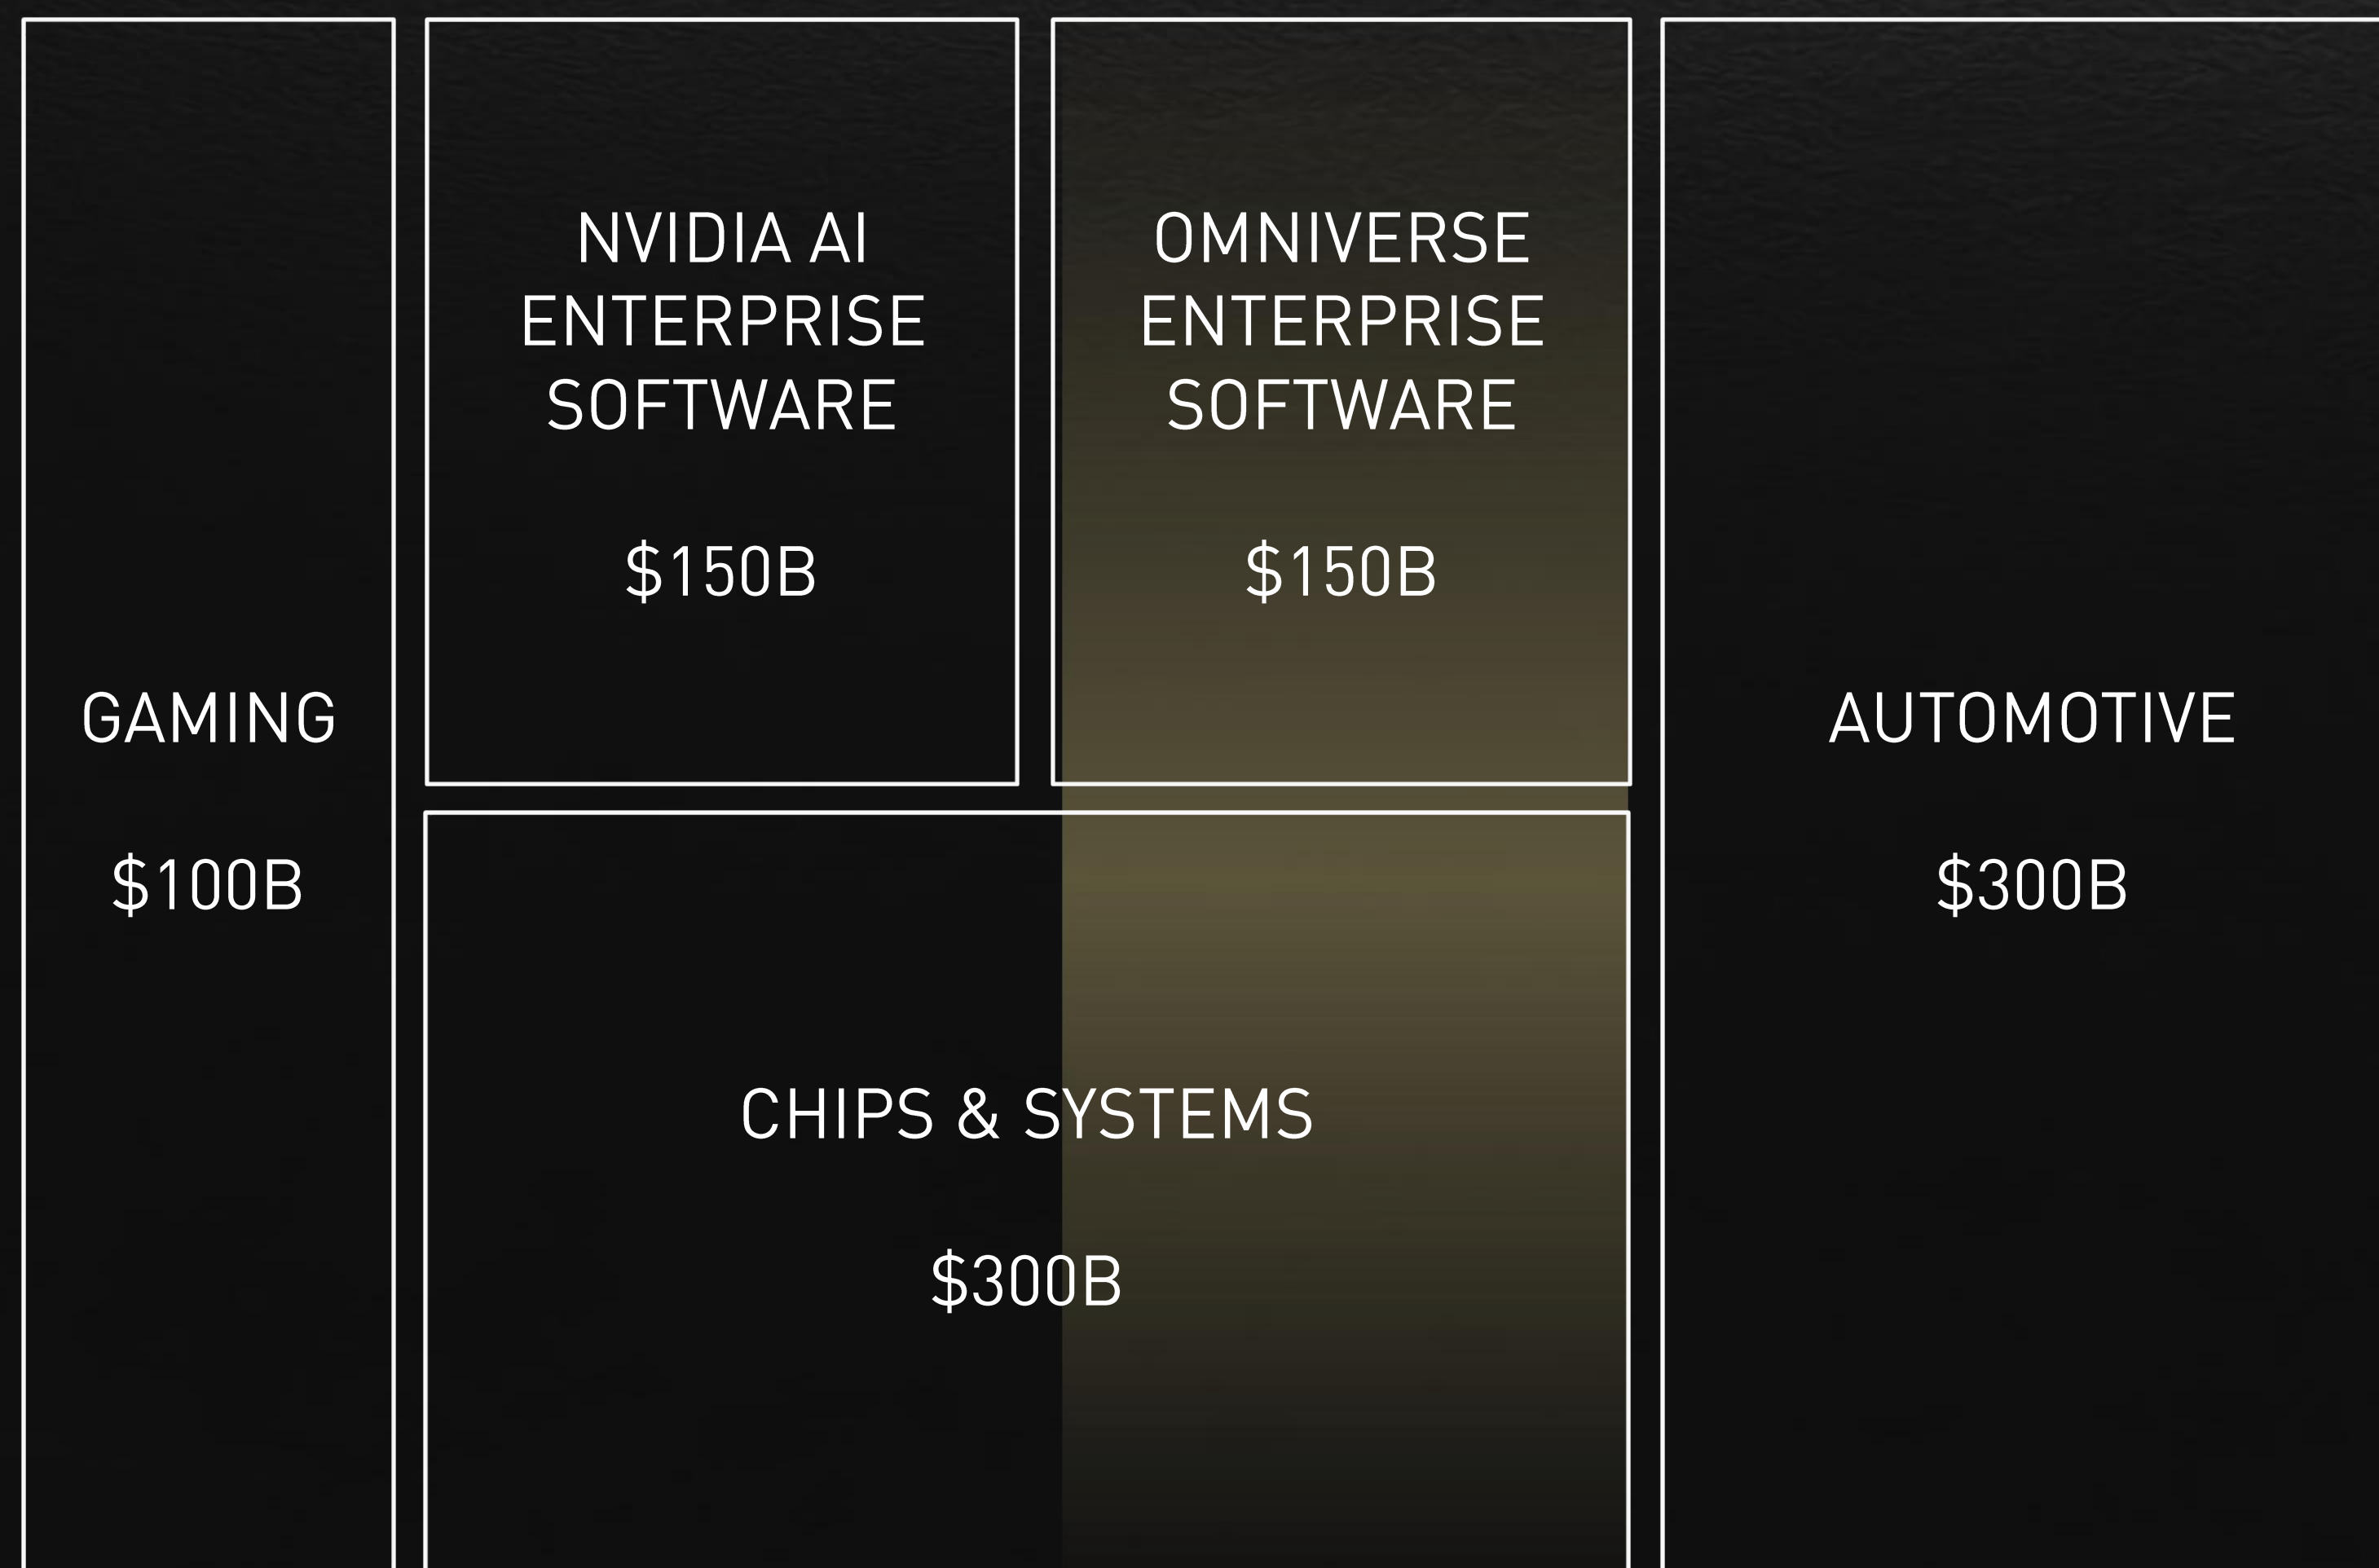 GAMING
$100B
NVIDIA AI
ENTERPRISE
SOFTWARE
$150B
OMNIVERSE
ENTERPRISE
SOFTWARE
$150B
CHIPS & SYSTEMS
$300B
AUTOMOTIVE
$300B